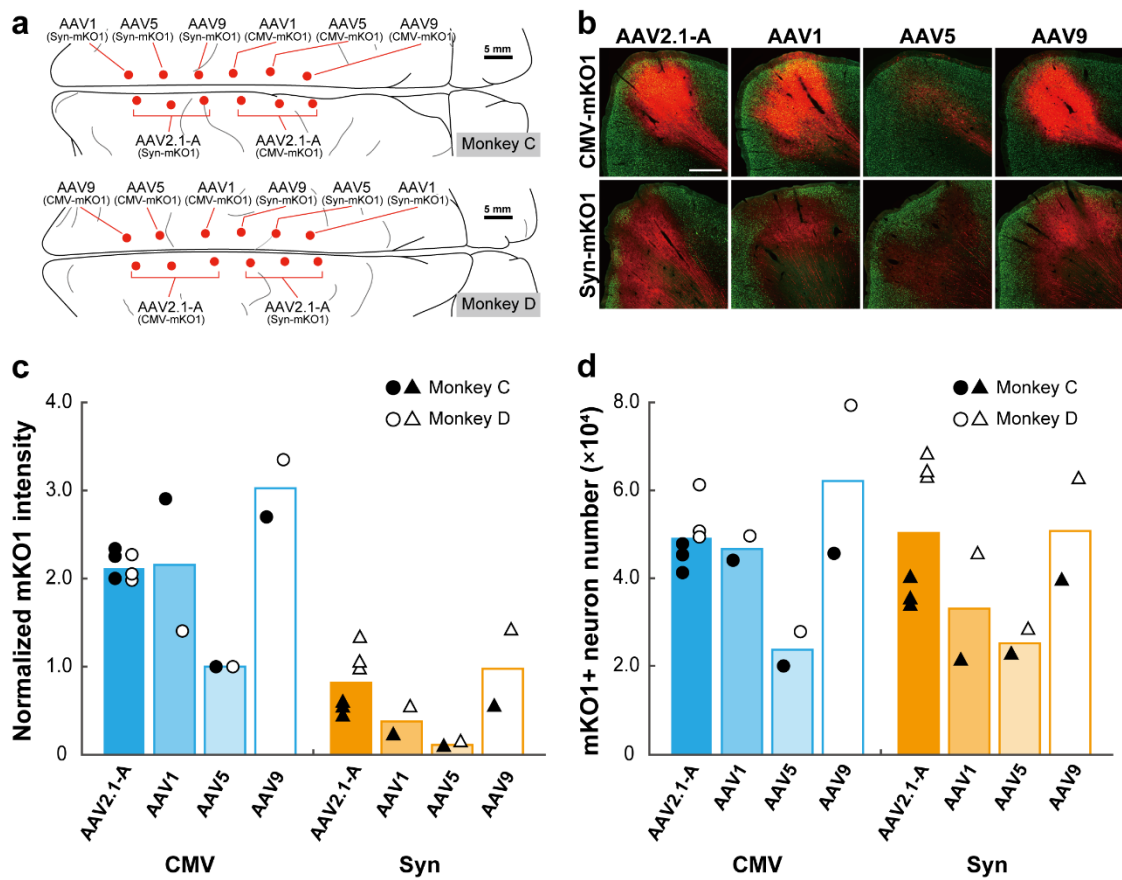 a
AAV1 AAV5 AAV9 AAV1 AAV5 AAV9
(Syn-mKO1) (Syn-mKO1) (Syn-mKO1) (CMV-mKO1) (CMV-mKO1) (CMV-mKO1)
5 mm
AAV2.1-A AAV2.1-A
(Syn-mKO1) (CMV-mKO1)
Monkey C
AAV9 AAV5 AAV1 AAV9 AAV5 AAV1
(CMV-mKO1) (CMV-mKO1) (CMV-mKO1) (Syn-mKO1) (Syn-mKO1) (Syn-mKO1)
5 mm
AAV2.1-A AAV2.1-A
(CMV-mKO1) (Syn-mKO1)
Monkey D
b
AAV2.1-A AAV1 AAV5 AAV9
CMV-mKO1
Syn-mKO1
c
Monkey C
Monkey D
Normalized mKO1 intensity
4.0
3.0
2.0
1.0
0
AAV2.1-A AAV1 AAV5 AAV9 AAV2.1-A AAV1 AAV5 AAV9
CMV Syn
d
Monkey C
Monkey D
mKO1+ neuron number (×10⁴)
8.0
6.0
4.0
2.0
0
AAV2.1-A AAV1 AAV5 AAV9 AAV2.1-A AAV1 AAV5 AAV9
CMV Syn